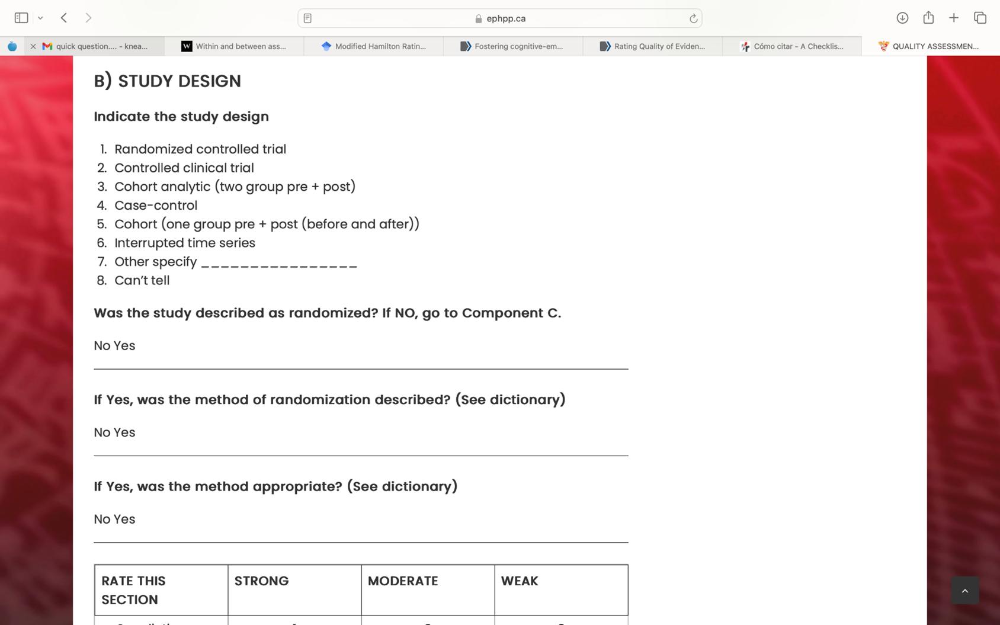 ephpp.ca
quick question.... - knea...
W Within and between ass...
Modified Hamilton Ratin...
Fostering cognitive-em...
Rating Quality of Eviden...
Cómo citar - A Checklis...
QUALITY ASSESSMEN...
B) STUDY DESIGN
Indicate the study design
1. Randomized controlled trial
2. Controlled clinical trial
3. Cohort analytic (two group pre + post)
4. Case-control
5. Cohort (one group pre + post (before and after))
6. Interrupted time series
7. Other specify _ _ _ _ _ _ _ _ _ _ _ _ _ _ _ _
8. Can’t tell
Was the study described as randomized? If NO, go to Component C.
No Yes
If Yes, was the method of randomization described? (See dictionary)
No Yes
If Yes, was the method appropriate? (See dictionary)
No Yes
RATE THIS STRONG MODERATE WEAK
SECTION